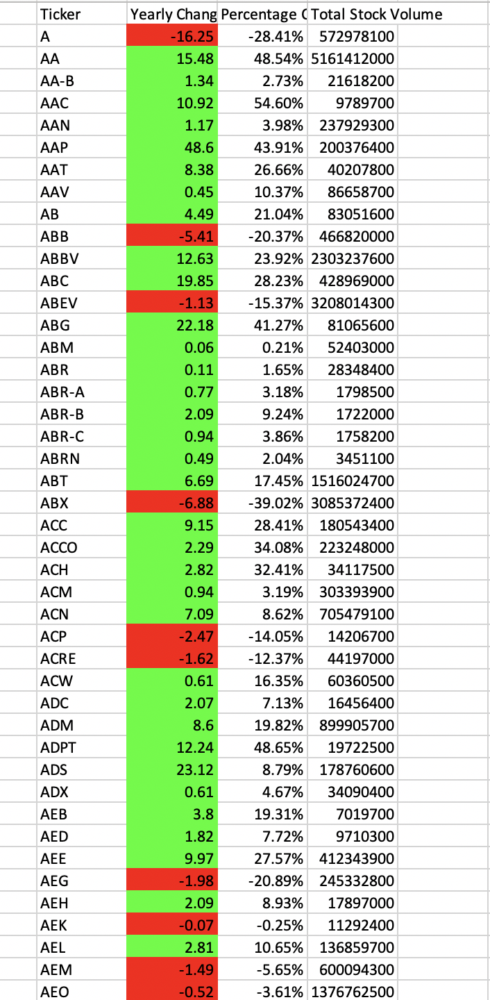 Ticker Yearly Chang Percentage C Total Stock Volume
A -16.25 -28.41% 572978100
AA 15.48 48.54% 5161412000
AA-B 1.34 2.73% 21618200
AAC 10.92 54.60% 9789700
AAN 1.17 3.98% 237929300
AAP 48.6 43.91% 200376400
AAT 8.38 26.66% 40207800
AAV 0.45 10.37% 86658700
AB 4.49 21.04% 83051600
ABB -5.41 -20.37% 466820000
ABBV 12.63 23.92% 2303237600
ABC 19.85 28.23% 428969000
ABEV -1.13 -15.37% 3208014300
ABG 22.18 41.27% 81065600
ABM 0.06 0.21% 52403000
ABR 0.11 1.65% 28348400
ABR-A 0.77 3.18% 1798500
ABR-B 2.09 9.24% 1722000
ABR-C 0.94 3.86% 1758200
ABRN 0.49 2.04% 3451100
ABT 6.69 17.45% 1516024700
ABX -6.88 -39.02% 3085372400
ACC 9.15 28.41% 180543400
ACCO 2.29 34.08% 223248000
ACH 2.82 32.41% 34117500
ACM 0.94 3.19% 303393900
ACN 7.09 8.62% 705479100
ACP -2.47 -14.05% 14206700
ACRE -1.62 -12.37% 44197000
ACW 0.61 16.35% 60360500
ADC 2.07 7.13% 16456400
ADM 8.6 19.82% 899905700
ADPT 12.24 48.65% 19722500
ADS 23.12 8.79% 178760600
ADX 0.61 4.67% 34090400
AEB 3.8 19.31% 7019700
AED 1.82 7.72% 9710300
AEE 9.97 27.57% 412343900
AEG -1.98 -20.89% 245332800
AEH 2.09 8.93% 17897000
AEK -0.07 -0.25% 11292400
AEL 2.81 10.65% 136859700
AEM -1.49 -5.65% 600094300
AEO -0.52 -3.61% 1376762500